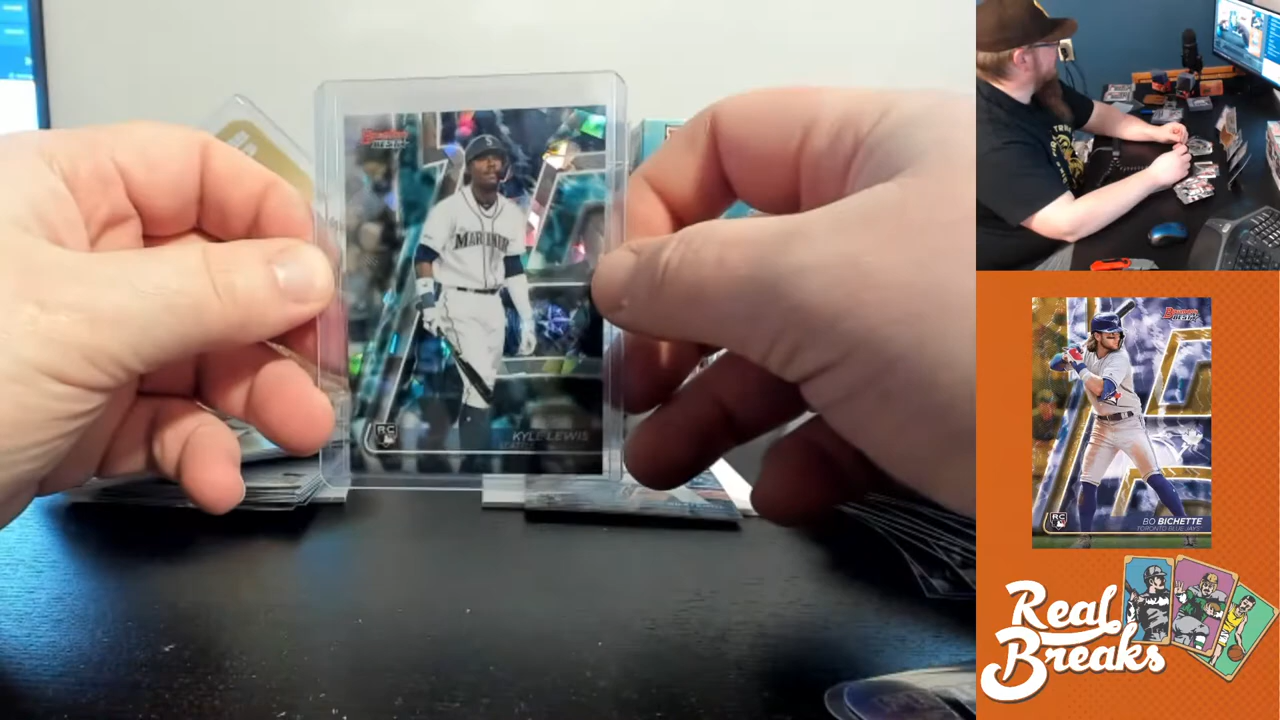 Bowman's
BEST
MARINERS
RC
KYLE LEWIS
Bowman's
BEST
RC
BO BICHETTE
TORONTO BLUE JAYS
Real
Breaks